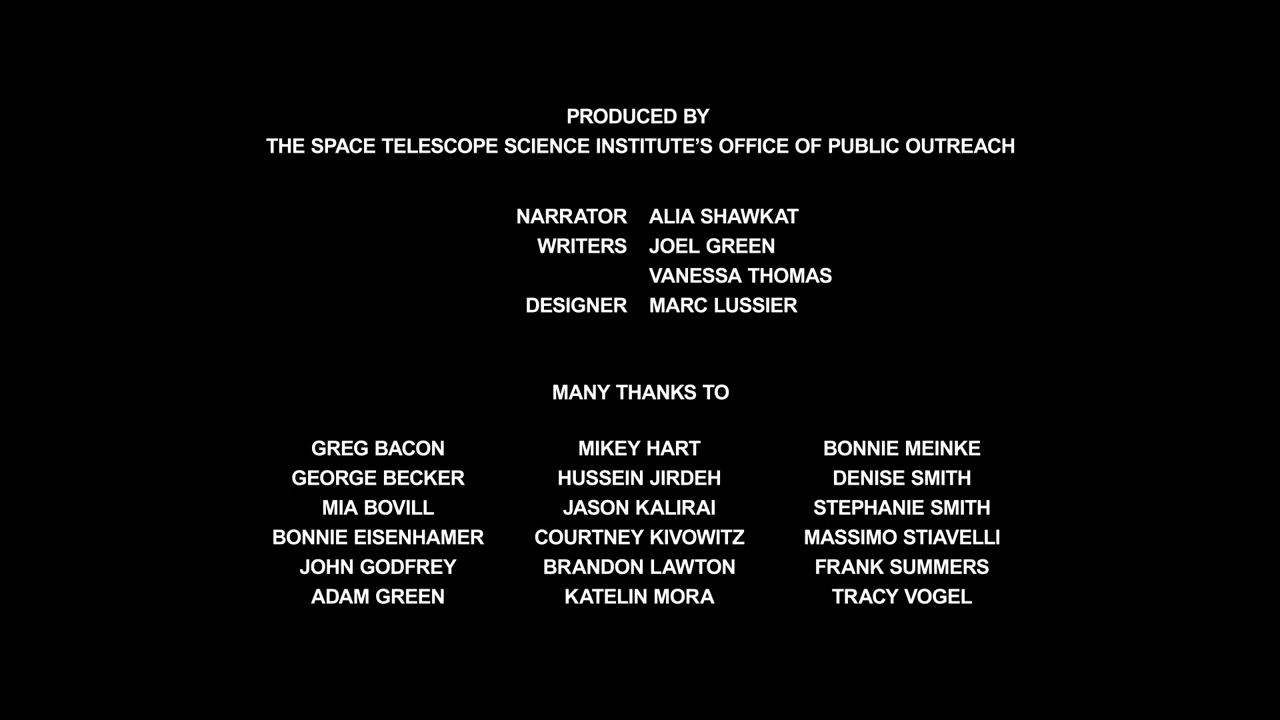 PRODUCED BY
THE SPACE TELESCOPE SCIENCE INSTITUTE’S OFFICE OF PUBLIC OUTREACH
NARRATOR ALIA SHAWKAT
WRITERS JOEL GREEN
VANESSA THOMAS
DESIGNER MARC LUSSIER
MANY THANKS TO
GREG BACON MIKEY HART BONNIE MEINKE
GEORGE BECKER HUSSEIN JIRDEH DENISE SMITH
MIA BOVILL JASON KALIRAI STEPHANIE SMITH
BONNIE EISENHAMER COURTNEY KIVOWITZ MASSIMO STIAVELLI
JOHN GODFREY BRANDON LAWTON FRANK SUMMERS
ADAM GREEN KATELIN MORA TRACY VOGEL